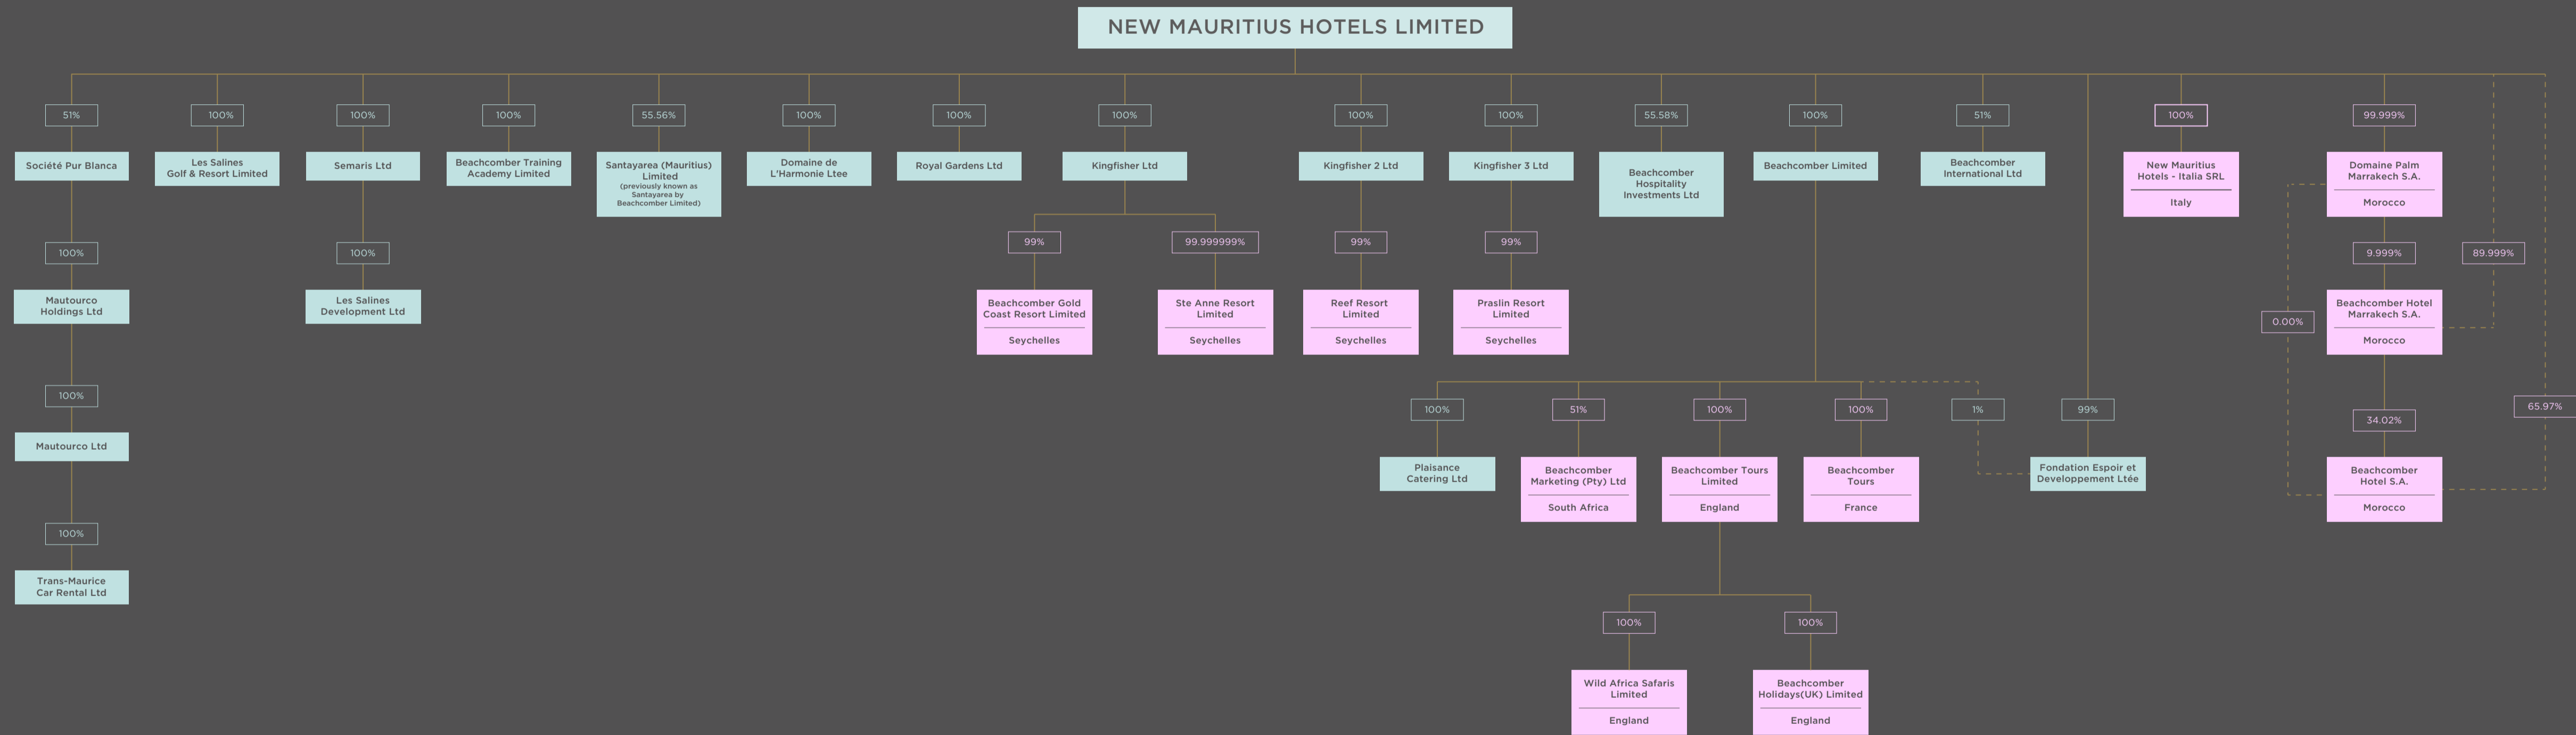 NEW MAURITIUS HOTELS LIMITED
51%
100%
100%
100%
55.56%
100%
100%
100%
100%
100%
55.58%
100%
51%
100%
99.999%
Société Pur Blanca
Les Salines
Golf & Resort Limited
Semaris Ltd
Beachcomber Training
Academy Limited
Santayarea (Mauritius)
Limited
(previously known as
Santayarea by
Beachcomber Limited)
Domaine de
L'Harmonie Ltee
Royal Gardens Ltd
Kingfisher Ltd
Kingfisher 2 Ltd
Kingfisher 3 Ltd
Beachcomber
Hospitality
Investments Ltd
Beachcomber Limited
Beachcomber
International Ltd
New Mauritius
Hotels - Italia SRL
Italy
Domaine Palm
Marrakech S.A.
Morocco
100%
100%
99%
99.999999%
99%
99%
9.999%
89.999%
Mautourco
Holdings Ltd
Les Salines
Development Ltd
Beachcomber Gold
Coast Resort Limited
Seychelles
Ste Anne Resort
Limited
Seychelles
Reef Resort
Limited
Seychelles
Praslin Resort
Limited
Seychelles
0.00%
Beachcomber Hotel
Marrakech S.A.
Morocco
100%
100%
51%
100%
100%
1%
99%
34.02%
65.97%
Mautourco Ltd
Plaisance
Catering Ltd
Beachcomber
Marketing (Pty) Ltd
South Africa
Beachcomber Tours
Limited
England
Beachcomber
Tours
France
Fondation Espoir et
Developpement Ltée
Beachcomber
Hotel S.A.
Morocco
100%
Trans-Maurice
Car Rental Ltd
100%
100%
Wild Africa Safaris
Limited
England
Beachcomber
Holidays(UK) Limited
England